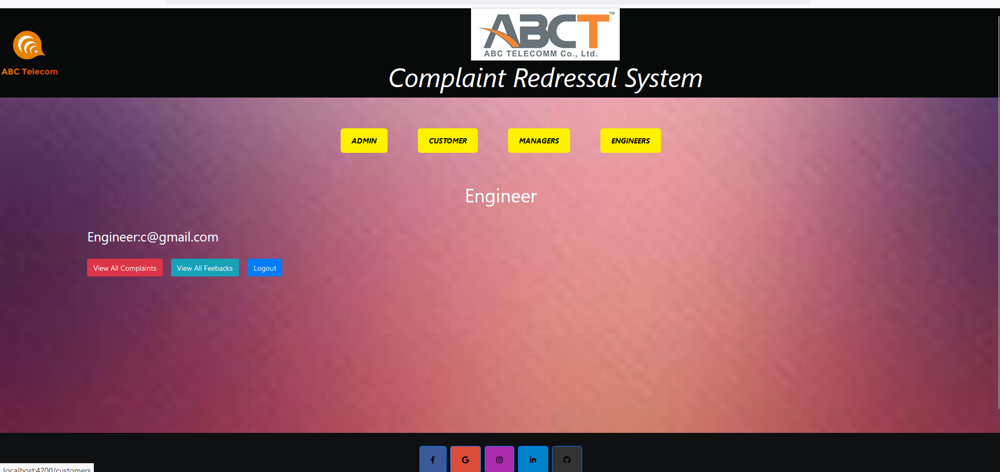 ABCT™
ABC TELECOMM Co., Ltd.
ABC Telecom
Complaint Redressal System
ADMIN CUSTOMER MANAGERS ENGINEERS
Engineer
Engineer:c@gmail.com
View All Complaints View All Feebacks Logout
localhost:4200/customers